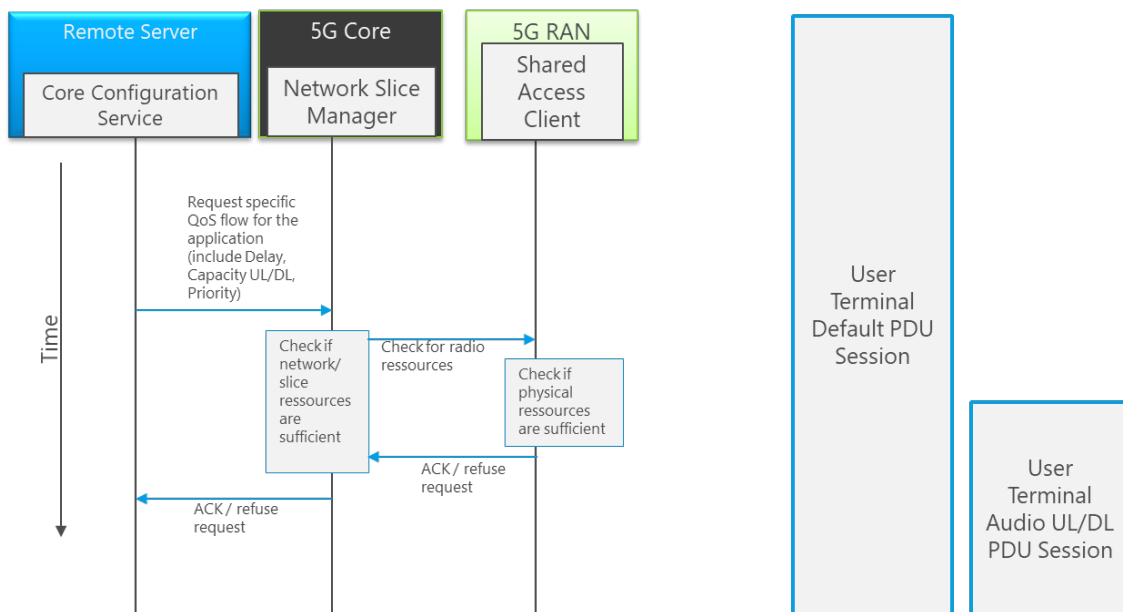 Remote Server
Core Configuration
Service
5G Core
Network Slice
Manager
5G RAN
Shared
Access
Client
Time
Request specific
QoS flow for the
application
(include Delay,
Capacity UL/DL,
Priority)
Check if
network/
slice
ressources
are
sufficient
Check for radio
ressources
Check if
physical
ressources
are sufficient
ACK / refuse
request
ACK / refuse
request
User
Terminal
Default PDU
Session
User
Terminal
Audio UL/DL
PDU Session